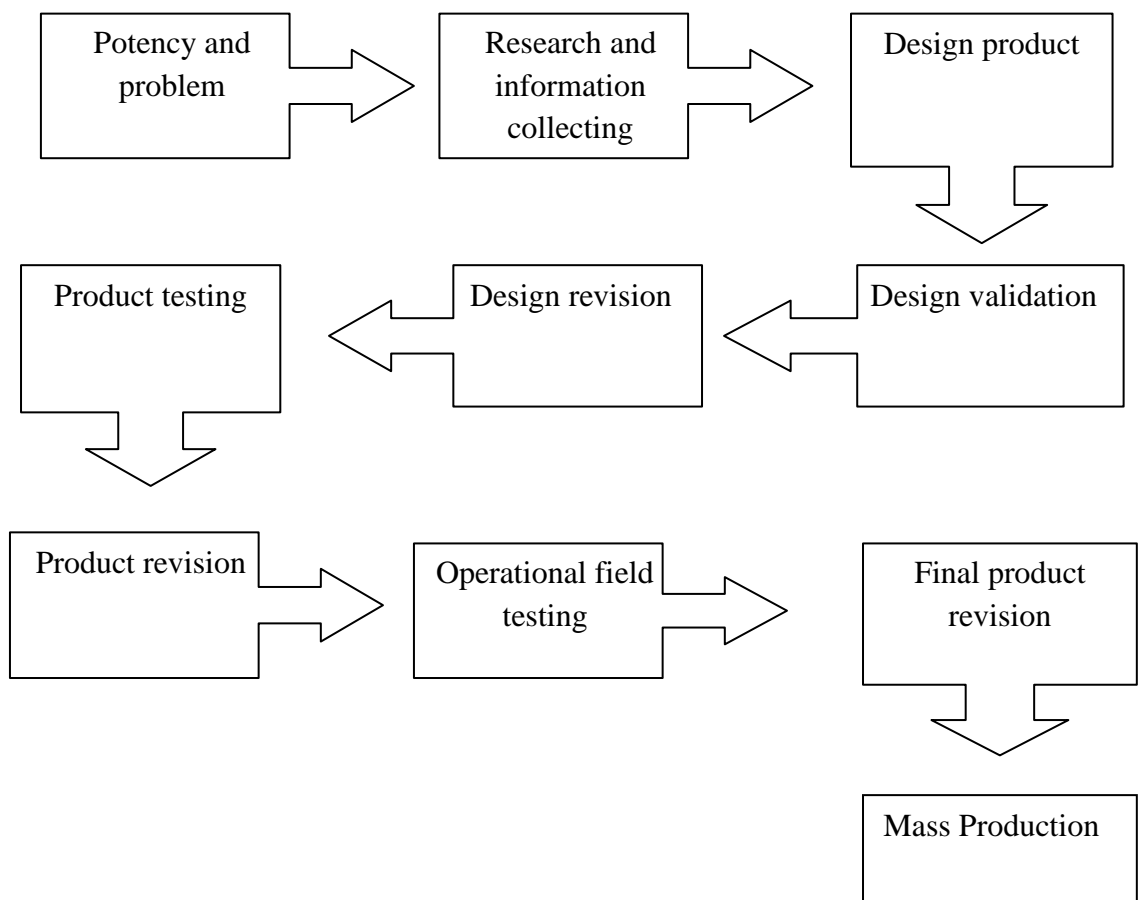 Potency and
problem
Research and
information
collecting
Design product
Design validation
Design revision
Product testing
Product revision
Operational field
testing
Final product
revision
Mass Production